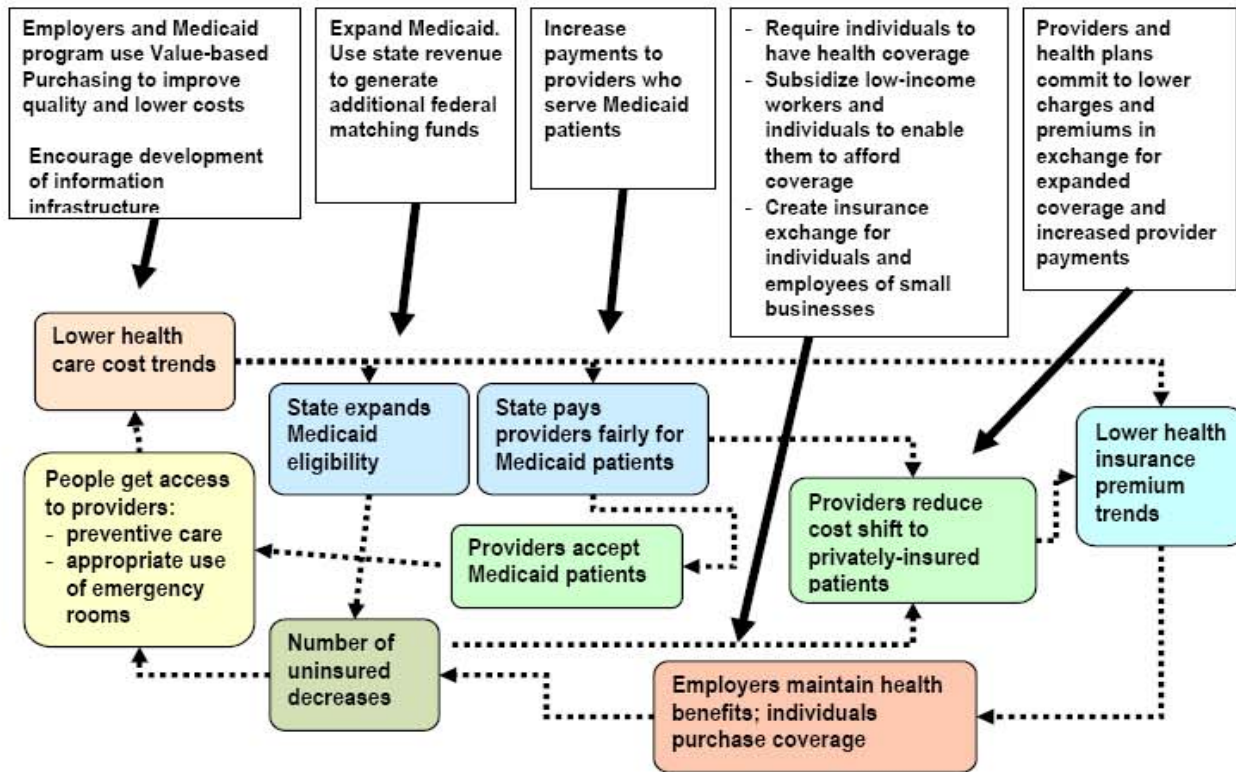 Employers and Medicaid
program use Value-based
Purchasing to improve
quality and lower costs
Encourage development
of information
infrastructure
Expand Medicaid.
Use state revenue
to generate
additional federal
matching funds
Increase
payments to
providers who
serve Medicaid
patients
- Require individuals to
have health coverage
- Subsidize low-income
workers and
individuals to enable
them to afford
coverage
- Create insurance
exchange for
individuals and
employees of small
businesses
Providers and
health plans
commit to lower
charges and
premiums in
exchange for
expanded
coverage and
increased provider
payments
Lower health
care cost trends
State expands
Medicaid
eligibility
State pays
providers fairly for
Medicaid patients
Lower health
insurance
premium
trends
People get access
to providers:
- preventive care
- appropriate use
of emergency
rooms
Providers accept
Medicaid patients
Providers reduce
cost shift to
privately-insured
patients
Number of
uninsured
decreases
Employers maintain health
benefits; individuals
purchase coverage